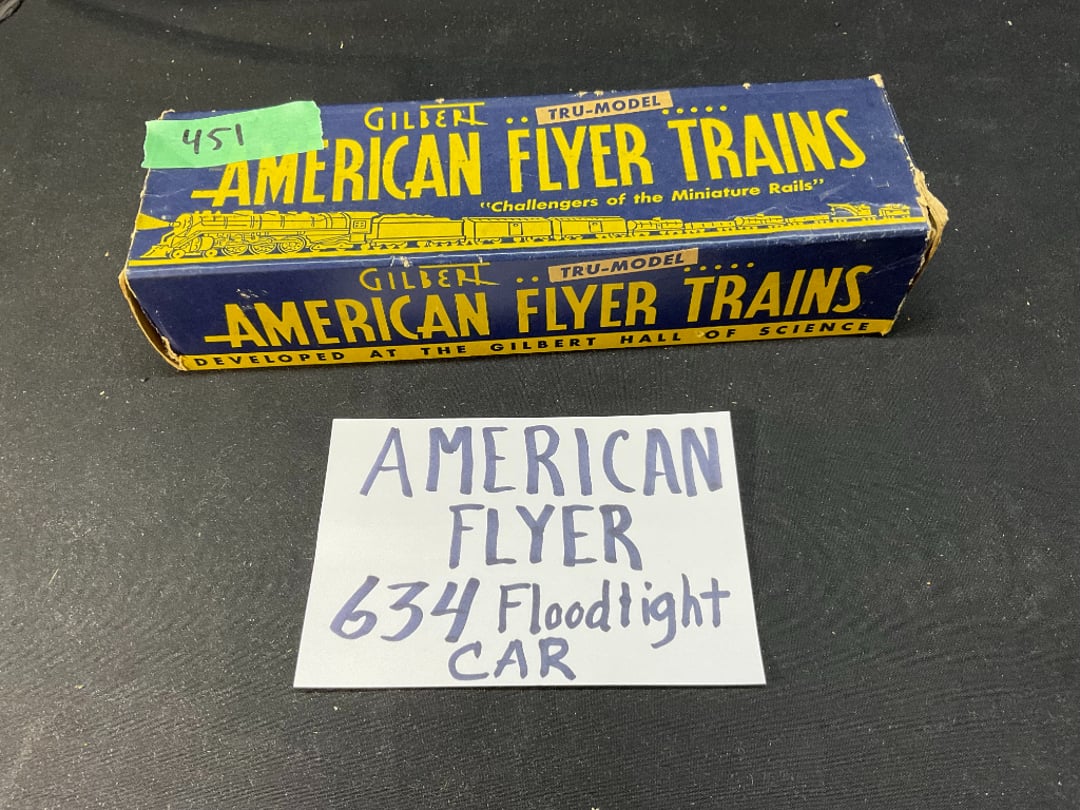 451
GILBERT .. TRU-MODEL .....
AMERICAN FLYER TRAINS
"Challengers of the Miniature Rails"
GILBERT .. TRU-MODEL .....
AMERICAN FLYER TRAINS
DEVELOPED AT THE GILBERT HALL OF SCIENCE
AMERICAN
FLYER
634 Floodlight
CAR